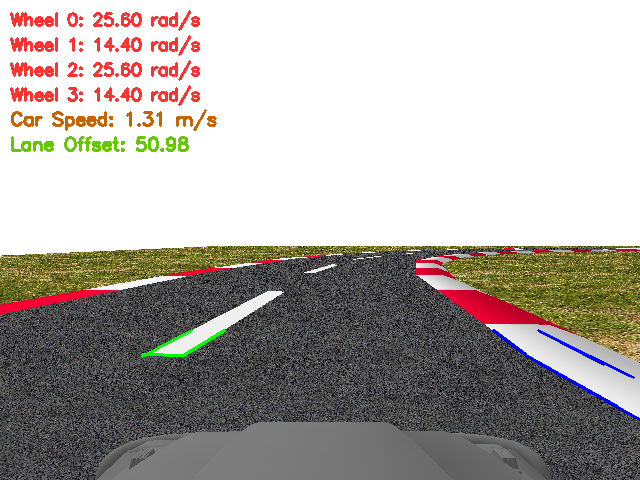 Wheel 0: 25.60 rad/s
Wheel 1: 14.40 rad/s
Wheel 2: 25.60 rad/s
Wheel 3: 14.40 rad/s
Car Speed: 1.31 m/s
Lane Offset: 50.98